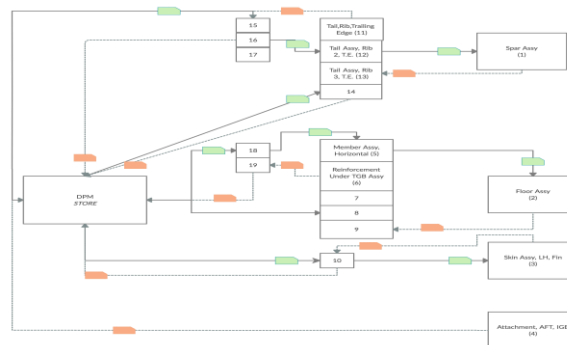 15
16
17
Tail,Rib,Trailing
Edge (11)
Tail Assy, Rib
2, T.E. (12)
Tail Assy, Rib
3, T.E. (13)
14
Spar Assy
(1)
18
19
Member Assy,
Horizontal (5)
Reinforcement
Under TGB Assy
(6)
7
8
9
DPM
STORE
Floor Assy
(2)
10
Skin Assy, LH, Fin
(3)
Attachment, AFT, IGB
(4)